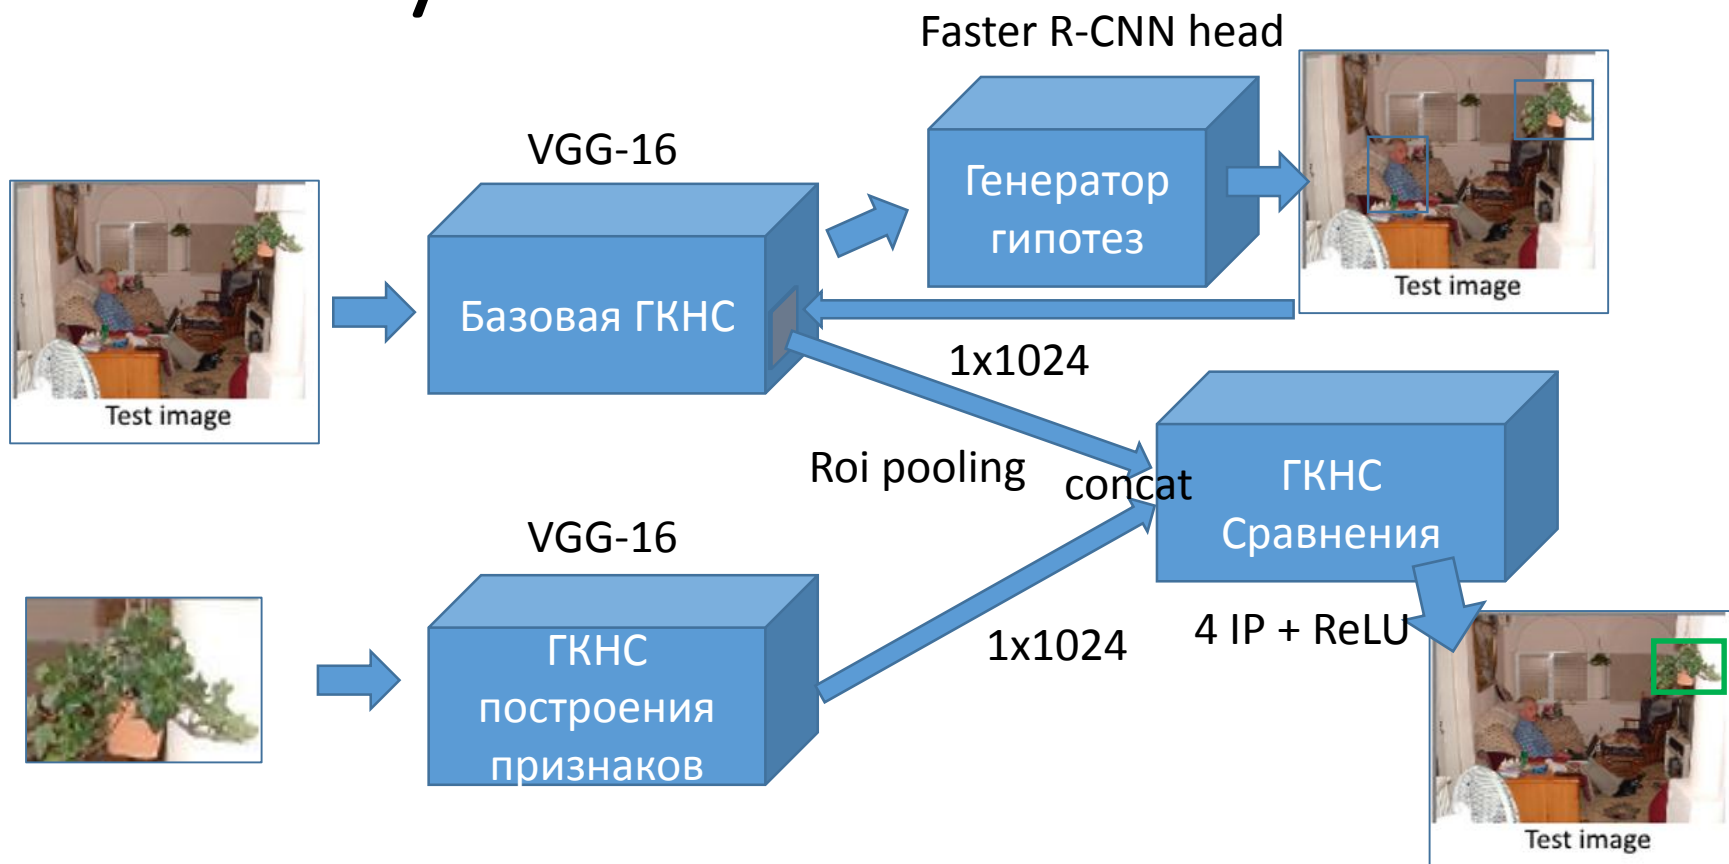 Faster R-CNN head
VGG-16
Генератор
гипотез
Test image
Базовая ГКНС
Test image
1x1024
Roi pooling
concat
ГКНС
Сравнения
VGG-16
ГКНС
построения
признаков
1x1024
4 IP + ReLU
Test image